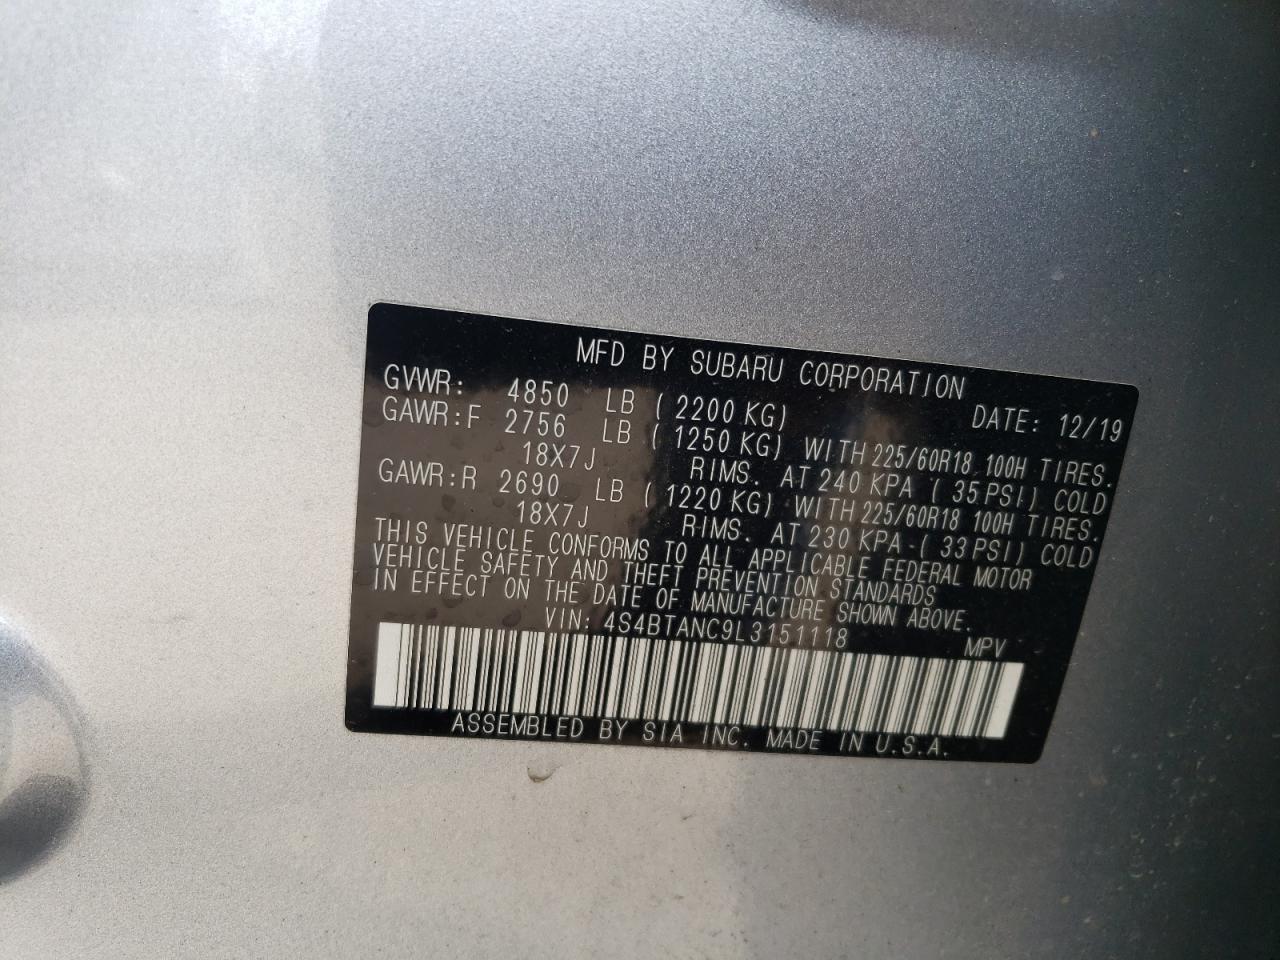 MFD BY SUBARU CORPORATION
DATE: 12/19
GVWR: 4850 LB ( 2200 KG)
GAWR:F 2756 LB ( 1250 KG) WITH 225/60R18 100H TIRES.
18X7J RIMS. AT 240 KPA ( 35 PSI) COLD
GAWR:R 2690 LB ( 1220 KG) WITH 225/60R18 100H TIRES.
18X7J RIMS. AT 230 KPA ( 33 PSI) COLD
THIS VEHICLE CONFORMS TO ALL APPLICABLE FEDERAL MOTOR
VEHICLE SAFETY AND THEFT PREVENTION STANDARDS
IN EFFECT ON THE DATE OF MANUFACTURE SHOWN ABOVE.
VIN: 4S4BTANC9L3151118 MPV
ASSEMBLED BY SIA INC. MADE IN U.S.A.